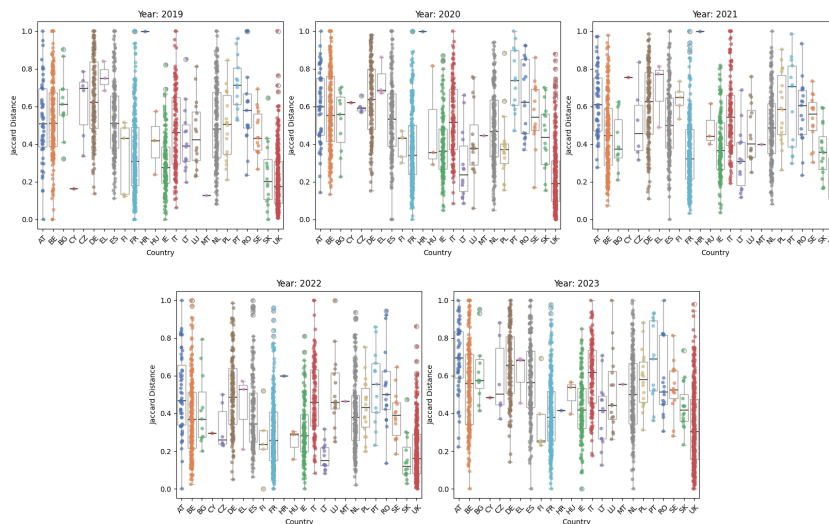 Year: 2019
Jaccard Distance
1.0
0.8
0.6
0.4
0.2
0.0
AT BE BG CY CZ DE EL ES FI FR HR HU IE IT LT LU MT NL PL PT RO SE SK UK
Country
Year: 2020
Jaccard Distance
1.0
0.8
0.6
0.4
0.2
0.0
AT BE BG CY CZ DE EL ES FI FR HR HU IE IT LT LU MT NL PL PT RO SE SK UK
Country
Year: 2021
Jaccard Distance
1.0
0.8
0.6
0.4
0.2
0.0
AT BE BG CY CZ DE EL ES FI FR HR HU IE IT LT LU MT NL PL PT RO SE SK
Country
Year: 2022
Jaccard Distance
1.0
0.8
0.6
0.4
0.2
0.0
AT BE BG CY CZ DE EL ES FI FR HR HU IE IT LT LU MT NL PL PT RO SE SK UK
Country
Year: 2023
Jaccard Distance
1.0
0.8
0.6
0.4
0.2
0.0
AT BE BG CY CZ DE EL ES FI FR HR HU IE IT LT LU MT NL PL PT RO SE SK UK
Country